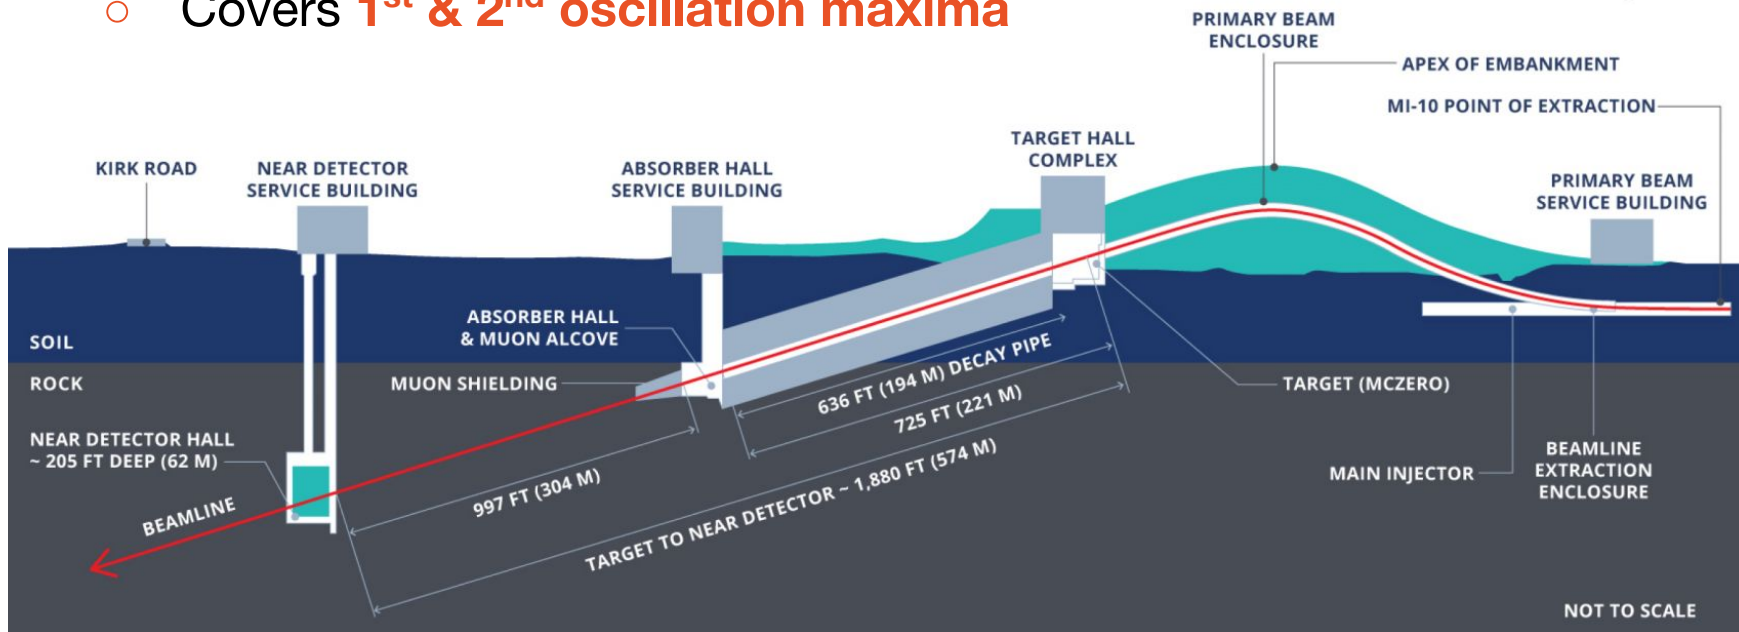 ○ Covers 1st & 2nd oscillation maxima
PRIMARY BEAM
ENCLOSURE
APEX OF EMBANKMENT
MI-10 POINT OF EXTRACTION
TARGET HALL
COMPLEX
KIRK ROAD
NEAR DETECTOR
SERVICE BUILDING
ABSORBER HALL
SERVICE BUILDING
PRIMARY BEAM
SERVICE BUILDING
ABSORBER HALL
& MUON ALCOVE
SOIL
ROCK
MUON SHIELDING
636 FT (194 M) DECAY PIPE
725 FT (221 M)
TARGET (MCZERO)
NEAR DETECTOR HALL
~ 205 FT DEEP (62 M)
997 FT (304 M)
TARGET TO NEAR DETECTOR ~ 1,880 FT (574 M)
MAIN INJECTOR
BEAMLINE
EXTRACTION
ENCLOSURE
BEAMLINE
NOT TO SCALE